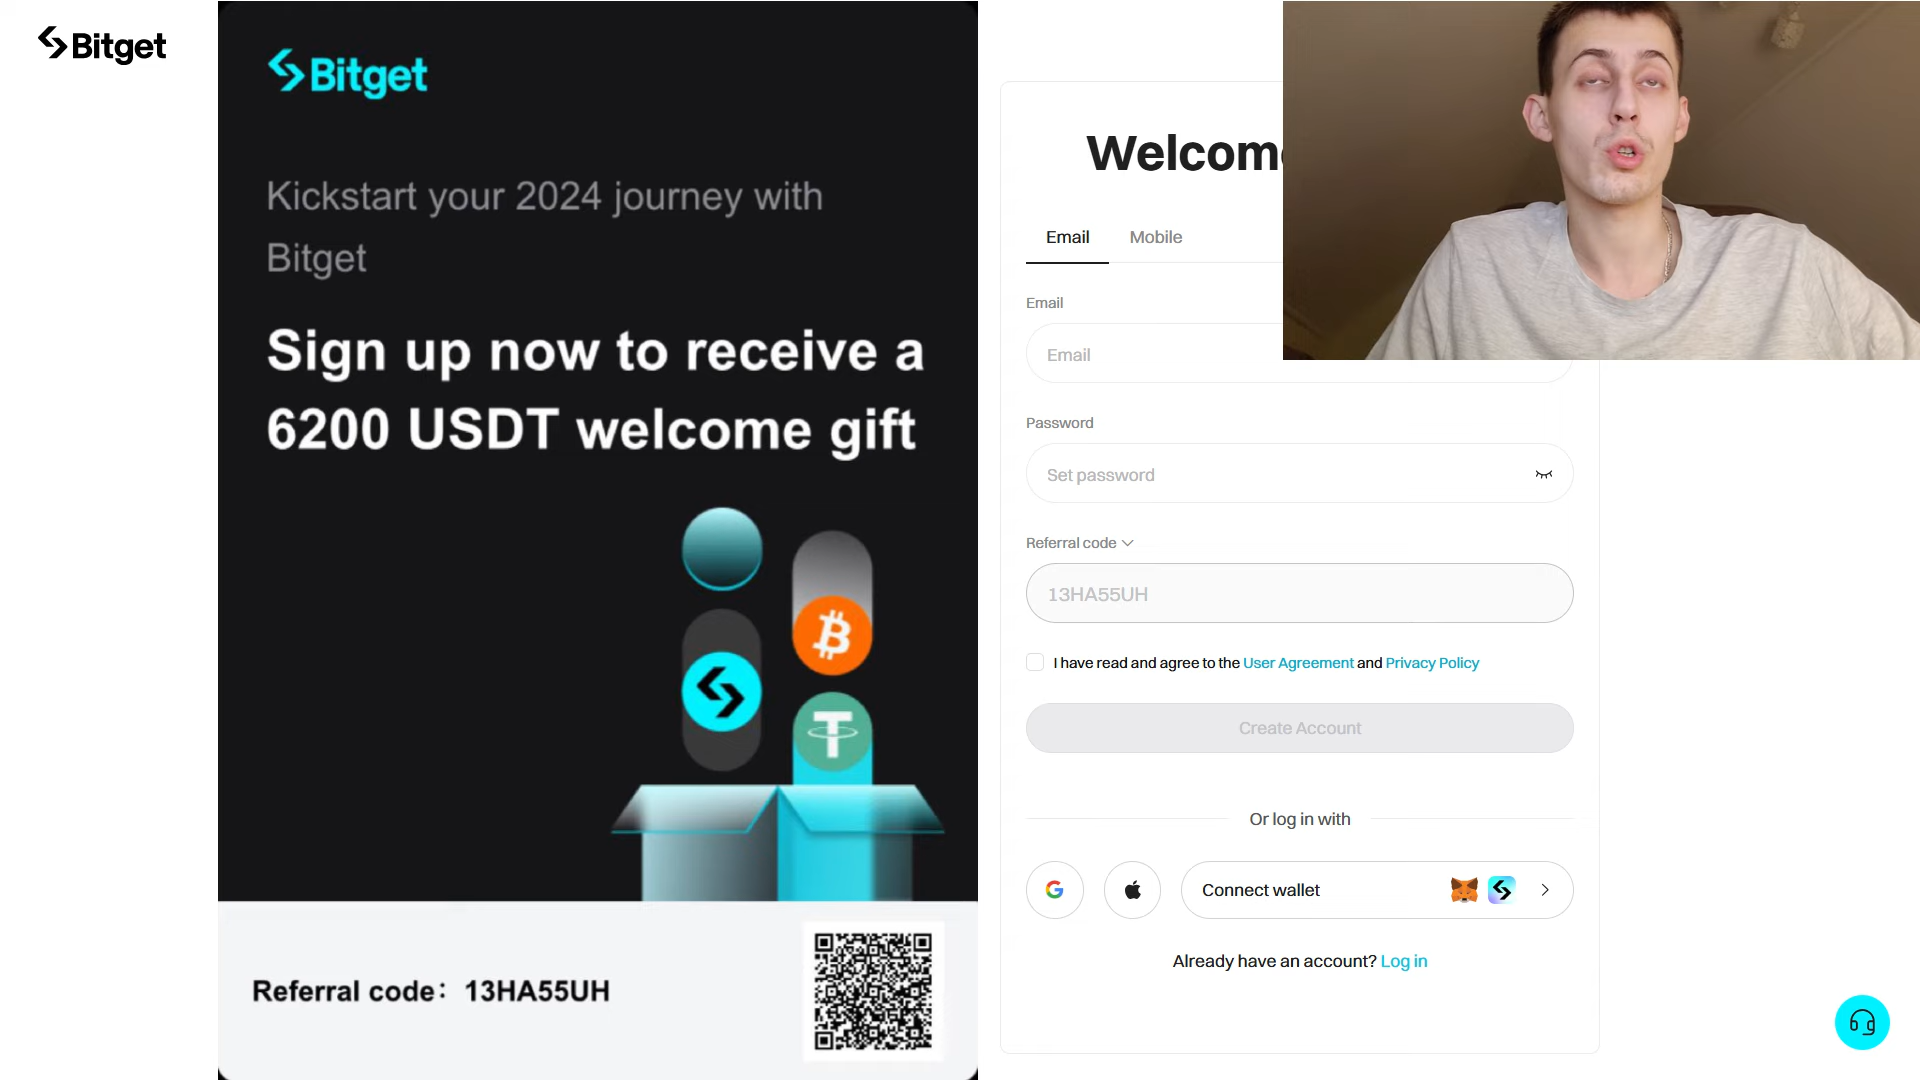 Bitget
Bitget
Kickstart your 2024 journey with
Bitget
Sign up now to receive a
6200 USDT welcome gift
Referral code: 13HA55UH
Welcom
Email
Mobile
Email
Email
Password
Set password
Referral code
13HA55UH
I have read and agree to the User Agreement and Privacy Policy
Create Account
Or log in with
Connect wallet
Already have an account? Log in